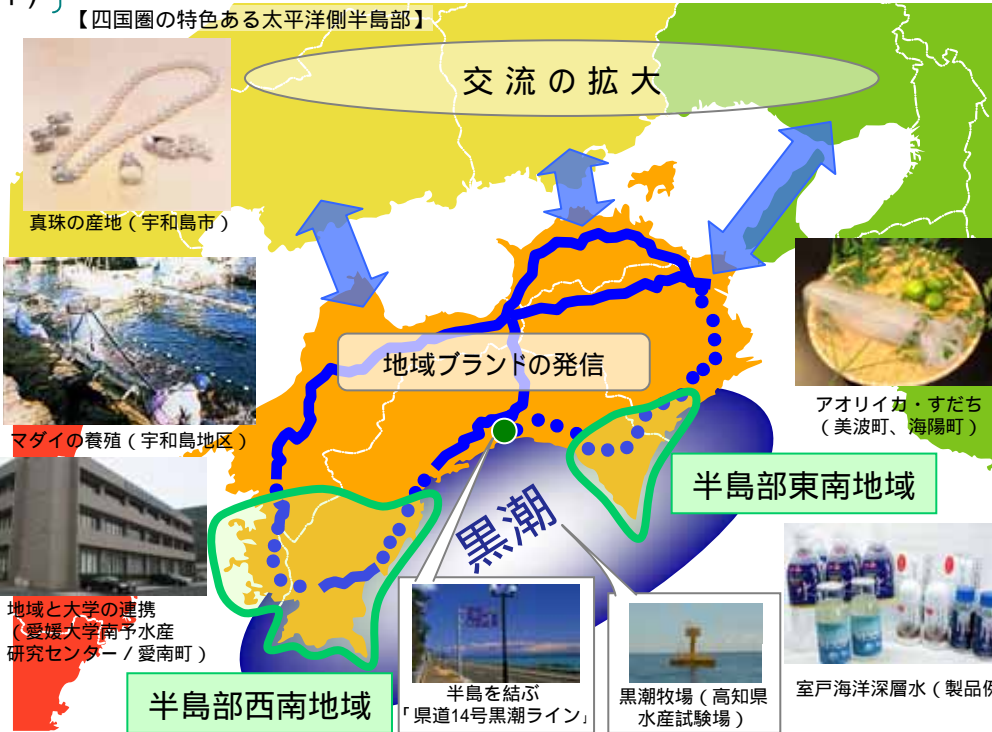 【四国圏の特色ある太平洋側半島部】
交流の拡大
真珠の産地（宇和島市）
地域ブランドの発信
マダイの養殖（宇和島地区）
アオリイカ・すだち
（美波町、海陽町）
半島部東南地域
黒潮
地域と大学の連携
（愛媛大学南予水産
研究センター／愛南町）
半島部西南地域
半島を結ぶ
「県道14号黒潮ライン」
黒潮牧場（高知県
水産試験場）
室戸海洋深層水（製品例